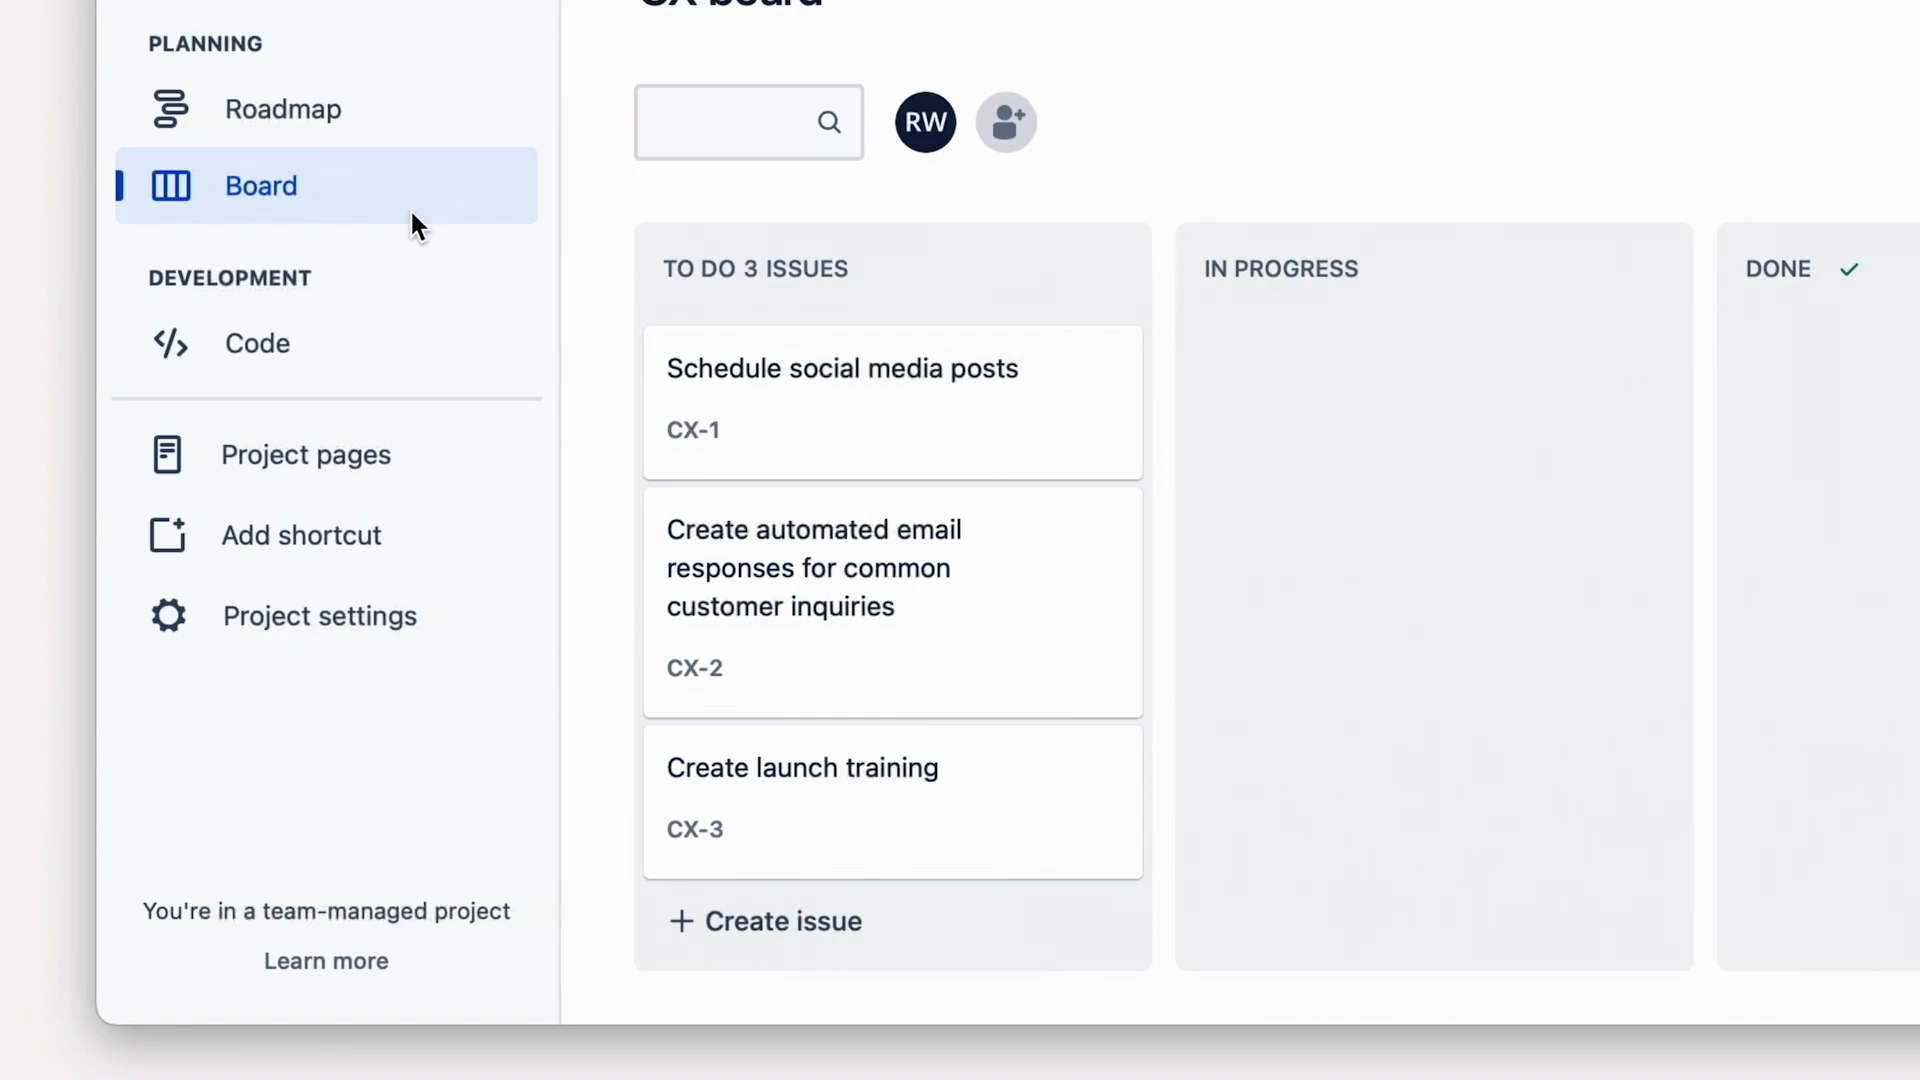 CX board
PLANNING
Roadmap
Board
DEVELOPMENT
Code
Project pages
Add shortcut
Project settings
You're in a team-managed project
Learn more
RW
TO DO 3 ISSUES
Schedule social media posts
CX-1
Create automated email
responses for common
customer inquiries
CX-2
Create launch training
CX-3
+ Create issue
IN PROGRESS
DONE